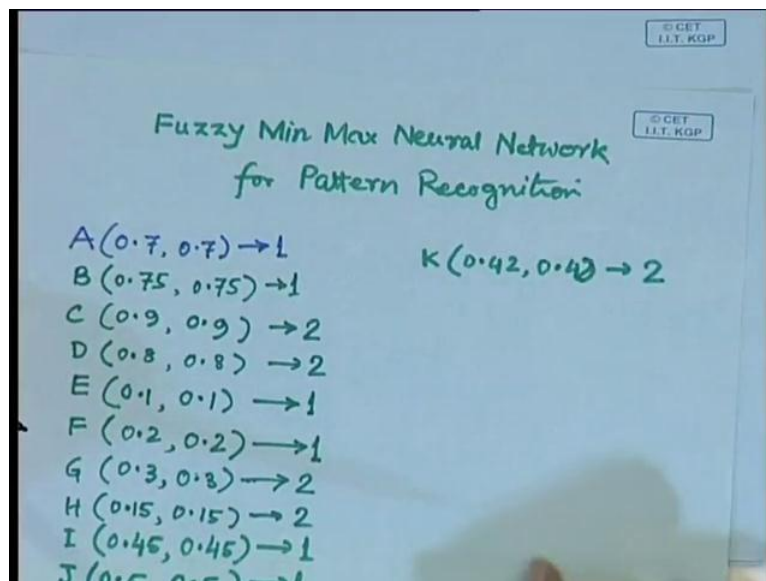 © CET
I.I.T. KGP
© CET
I.I.T. KGP
Fuzzy Min Max Neural Network
for Pattern Recognition
A (0.7, 0.7) → 1
B (0.75, 0.75) → 1
C (0.9, 0.9) → 2
D (0.8, 0.8) → 2
E (0.1, 0.1) → 1
F (0.2, 0.2) → 1
G (0.3, 0.3) → 2
H (0.15, 0.15) → 2
I (0.45, 0.45) → 1
K (0.42, 0.42) → 2